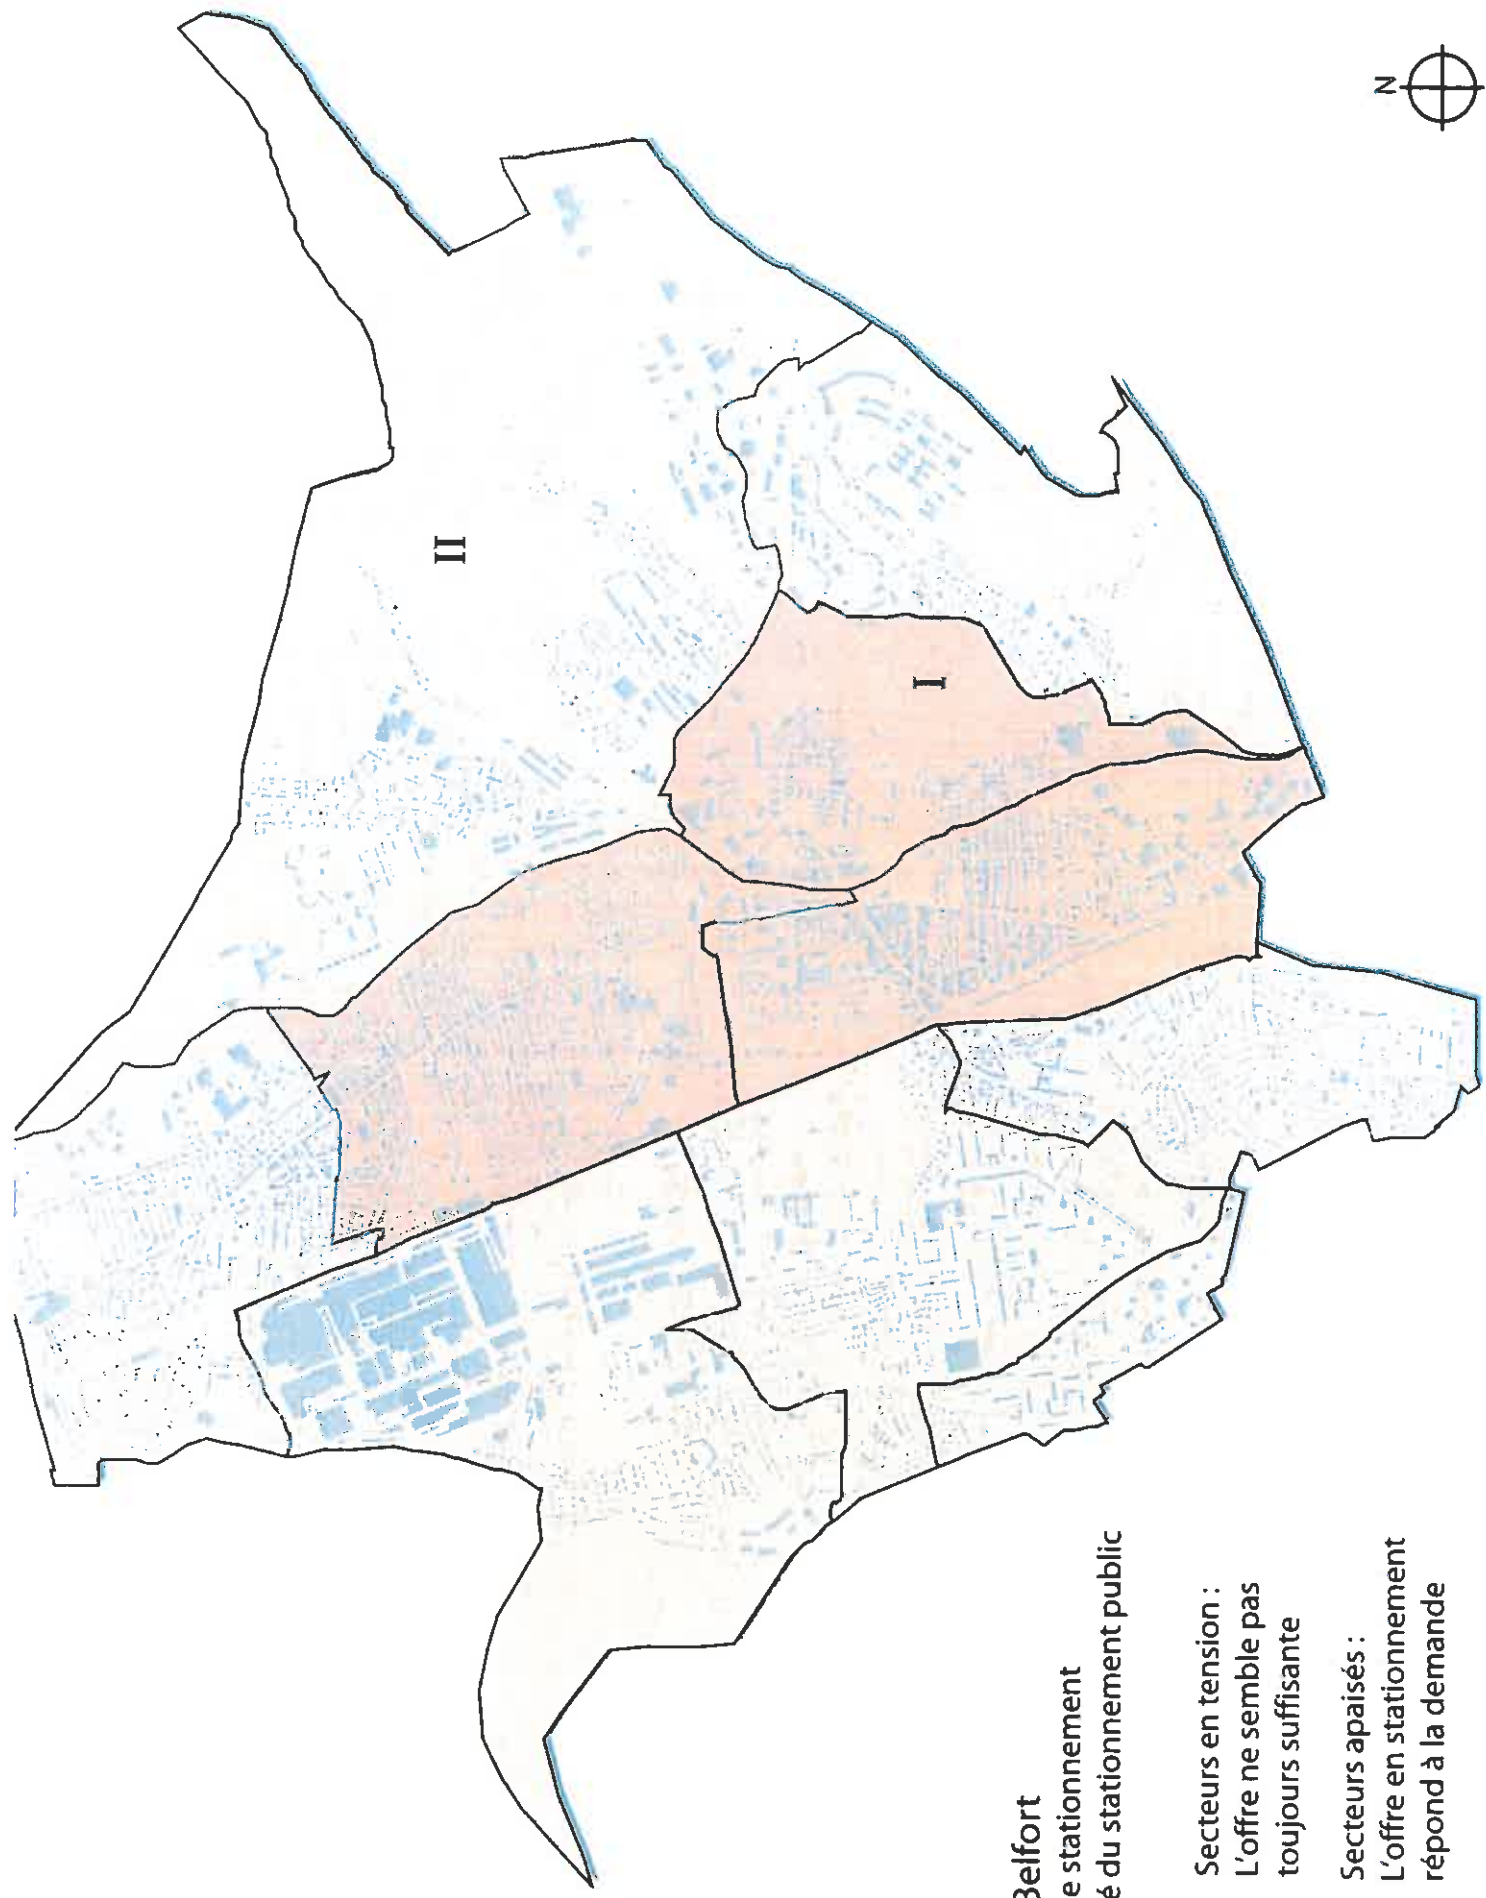 N
II
I
Belfort
e stationnement
é du stationnement public
Secteurs en tension :
L'offre ne semble pas
toujours suffisante
Secteurs apaisés :
L'offre en stationnement
répond à la demande